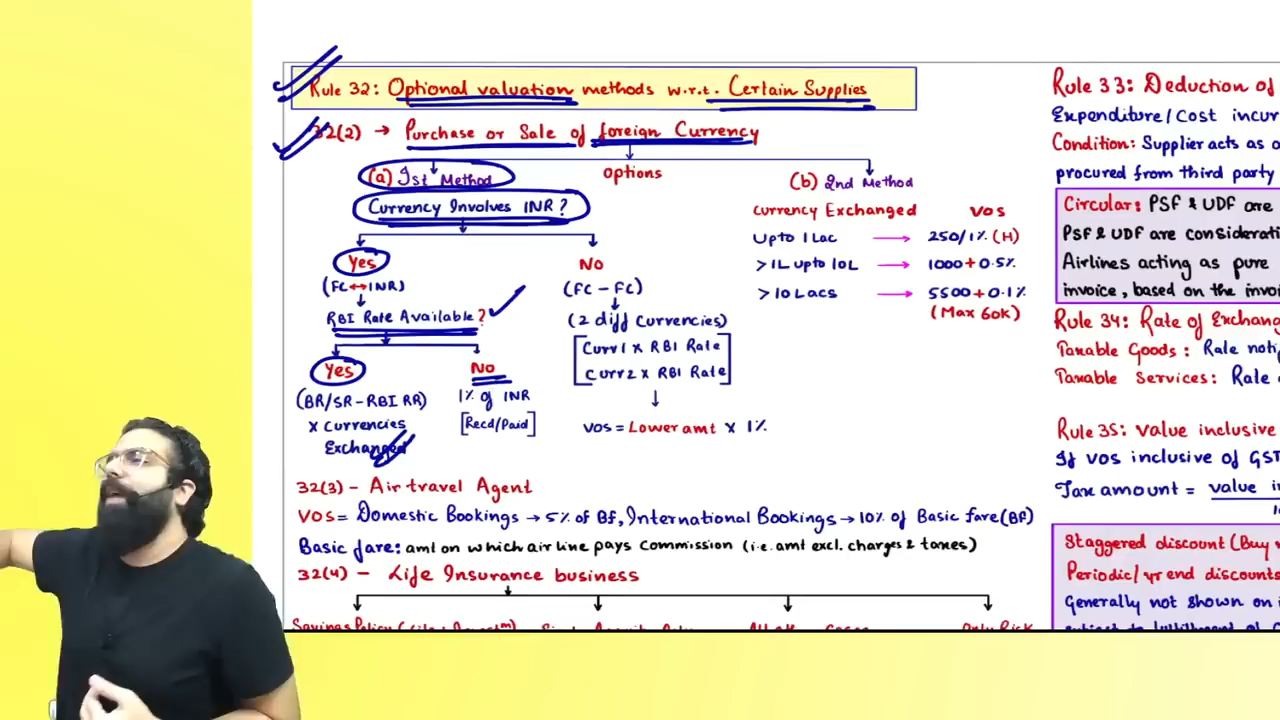 Rule 32: Optional valuation methods w.r.t. Certain Supplies
32(2) → Purchase or Sale of foreign Currency
options
(a) Ist Method
Currency Involves INR?
Yes
(FC↔INR)
RBI Rate Available?
Yes
(BR/SR-RBI RR)
x Currencies
Exchanged
No
1% of INR
[Recd/Paid]
No
(FC-FC)
(2 diff Currencies)
Curr1 x RBI Rate
Curr2 x RBI Rate
VOS = Lower amt x 1%
(b) 2nd Method
Currency Exchanged VOS
Upto 1 Lac → 250/1% (H)
>1L upto 10L → 1000+0.5%
>10 Lacs → 5500+0.1%
(Max 60K)
32(3) - Air travel Agent
VOS = Domestic Bookings → 5% of BF, International Bookings → 10% of Basic fare (BF)
Basic fare: amt on which airline pays Commission (i.e. amt excl. charges & taxes)
32(4) - Life Insurance business
Rule 33: Deduction of
Expenditure/Cost incur
Condition: Supplier acts as
procured from third party
Circular: PSF & UDF are
PSF & UDF are considerati
Airlines acting as pure
invoice, based on the invoi
Rule 34: Rate of Exchang
Taxable Goods: Rate noti
Taxable Services: Rate
Rule 35: Value inclusive
If VOS inclusive of GST
Tax amount = value in
Staggered discount (Buy
Periodic/yr end discounts
Generally not shown on